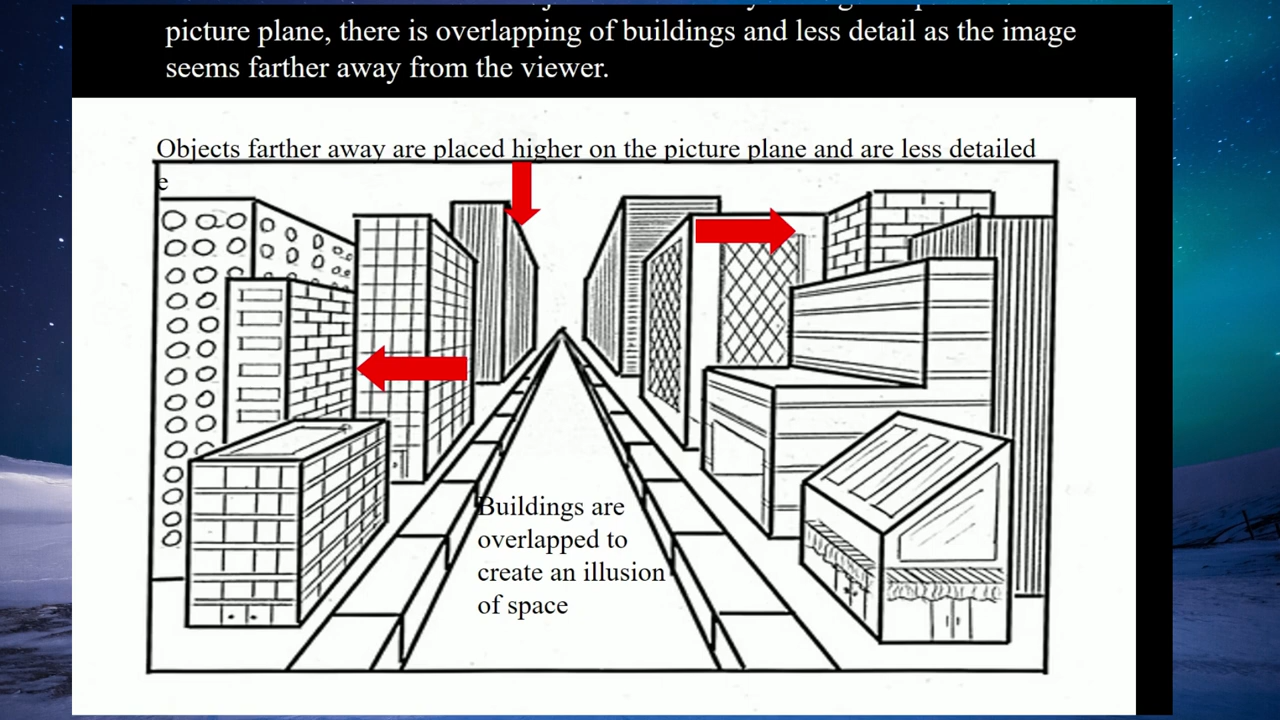 picture plane, there is overlapping of buildings and less detail as the image
seems farther away from the viewer.
Objects farther away are placed higher on the picture plane and are less detailed
e
Buildings are
overlapped to
create an illusion
of space